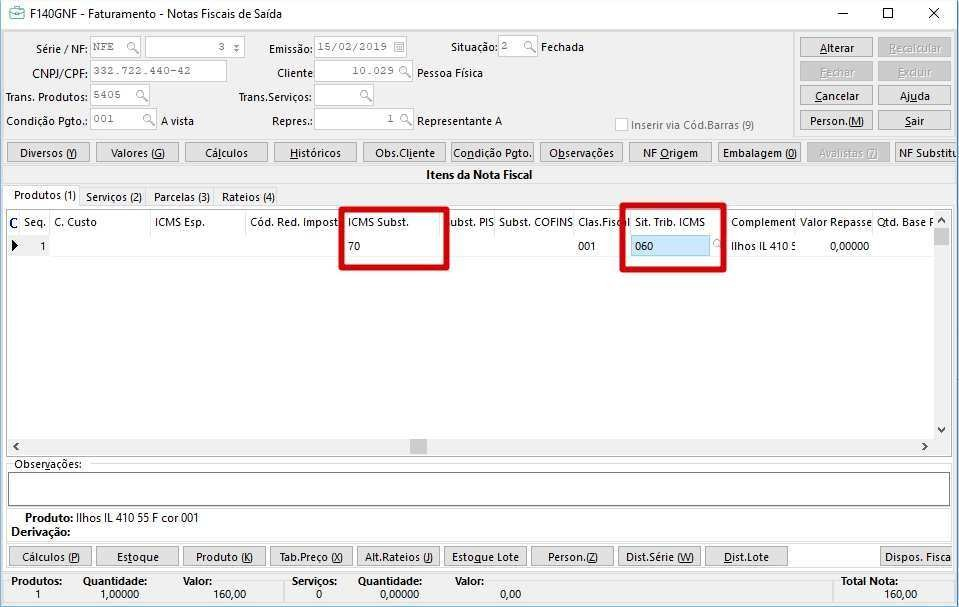 F140GNF - Faturamento - Notas Fiscais de Saída
Série / NF: NFE 3 Emissão: 15/02/2019 Situação: 2 Fechada Alterar Recalcular
CNPJ/CPF: 332.722.440-42 Cliente 10.029 Pessoa Física Fechar Excluir
Trans. Produtos: 5405 Trans.Serviços: Cancelar Ajuda
Condição Pgto.: 001 A vista Repres.: 1 Representante A Inserir via Cód.Barras (9) Person.(M) Sair
Diversos (Y) Valores (G) Cálculos Históricos Obs.Cliente Condição Pgto. Observações NF Origem Embalagem (0) Avalistas (7) NF Substitu
Itens da Nota Fiscal
Produtos (1) Serviços (2) Parcelas (3) Rateios (4)
C Seq. C. Custo ICMS Esp. Cód. Red. Impost ICMS Subst. ubst. PIS Subst. COFINS Clas.Fiscal Sit. Trib. ICMS Complement Valor Repasse Qtd. Base F
1 70 001 060 Ilhos IL 410 5 0,00000
Observações:
Produto: Ilhos IL 410 55 F cor 001
Derivação:
Cálculos (P) Estoque Produto (K) Tab.Preço (X) Alt.Rateios (J) Estoque Lote Person.(Z) Dist.Série (W) Dist.Lote Dispos. Fisca
Produtos: Quantidade: Valor: Serviços: Quantidade: Valor: Total Nota:
1 1,00000 160,00 0 0,00000 0,00 160,00